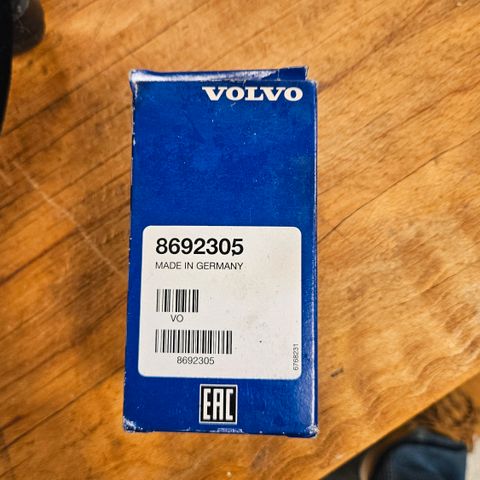 VOLVO
8692305
MADE IN GERMANY
VO
8692305
6768231
EAC